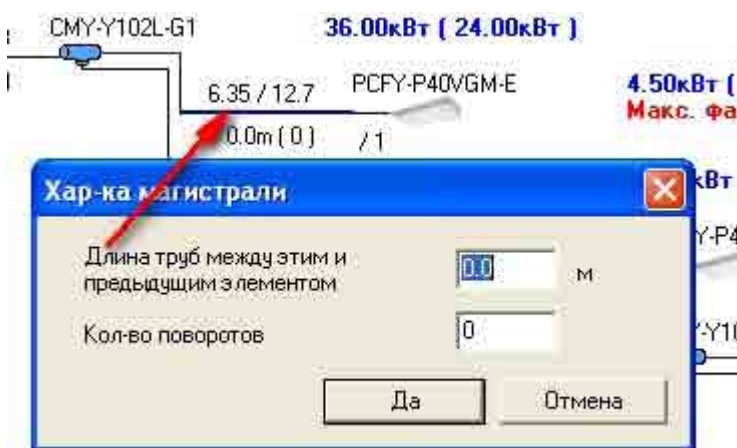 CMY-Y102L-G1 36.00кВт ( 24.00кВт )
6.35 / 12.7 PCFY-P40VGM-E 4.50кВт (
Макс. фа
0.0m ( 0 ) / 1
кВт
Хар-ка магистрали
Y-P4
Длина труб между этим и
предыдущим элементом 0.0 м
Кол-во поворотов 0
-Y10
Да Отмена